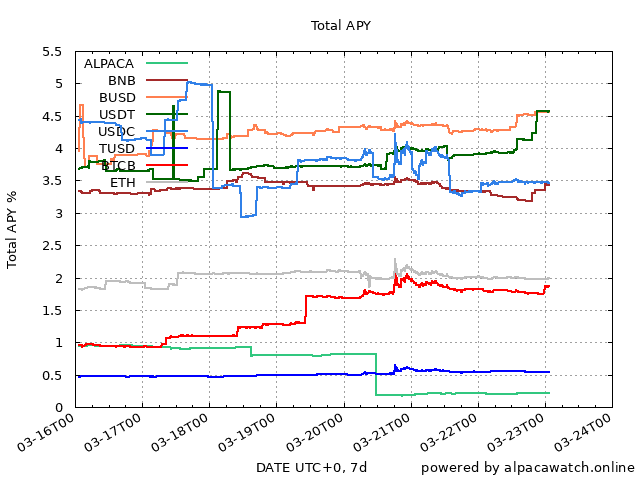 Total APY
Total APY %
5.5
5
4.5
4
3.5
3
2.5
2
1.5
1
0.5
0
ALPACA
BNB
BUSD
USDT
USDC
TUSD
BTCB
ETH
03-16T00
03-17T00
03-18T00
03-19T00
03-20T00
03-21T00
03-22T00
03-23T00
03-24T00
DATE UTC+0, 7d
powered by alpacawatch.online